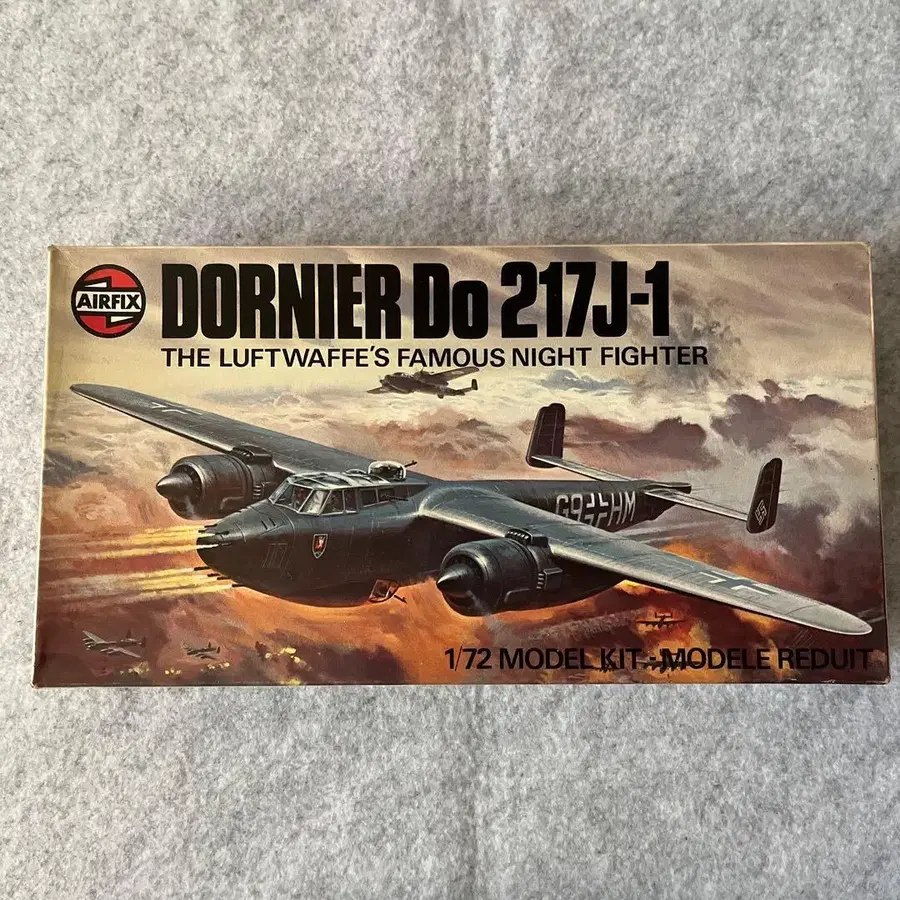 AIRFIX
DORNIER Do 217J-1
THE LUFTWAFFE'S FAMOUS NIGHT FIGHTER
G9 HM
1/72 MODEL KIT-MODELE REDUIT